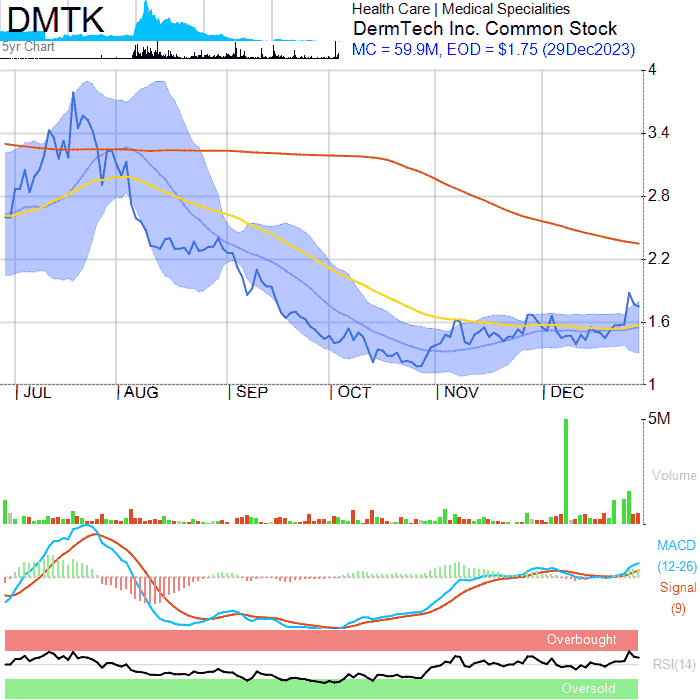 DMTK
5yr Chart
Health Care | Medical Specialities
DermTech Inc. Common Stock
MC = 59.9M, EOD = $1.75 (29Dec2023)
4
3.4
2.8
2.2
1.6
1
JUL AUG SEP OCT NOV DEC
5M
Volume
MACD
(12-26)
Signal
(9)
Overbought
RSI(14)
Oversold